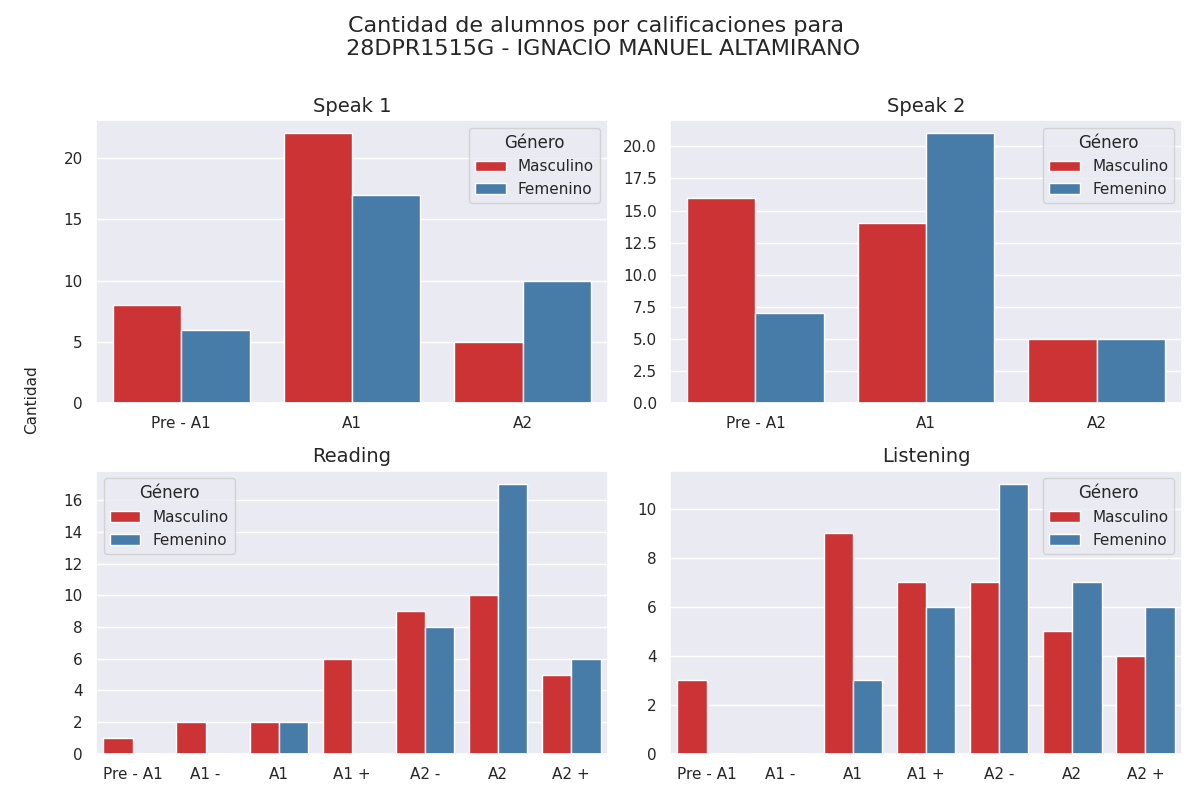 Cantidad de alumnos por calificaciones para
28DPR1515G - IGNACIO MANUEL ALTAMIRANO
Cantidad
Speak 1
20
15
10
5
0
Género
Masculino
Femenino
Pre - A1 A1 A2
Speak 2
20.0
17.5
15.0
12.5
10.0
7.5
5.0
2.5
0.0
Género
Masculino
Femenino
Pre - A1 A1 A2
Reading
16
14
12
10
8
6
4
2
0
Género
Masculino
Femenino
Pre - A1 A1 - A1 A1 + A2 - A2 A2 +
Listening
10
8
6
4
2
0
Género
Masculino
Femenino
Pre - A1 A1 - A1 A1 + A2 - A2 A2 +